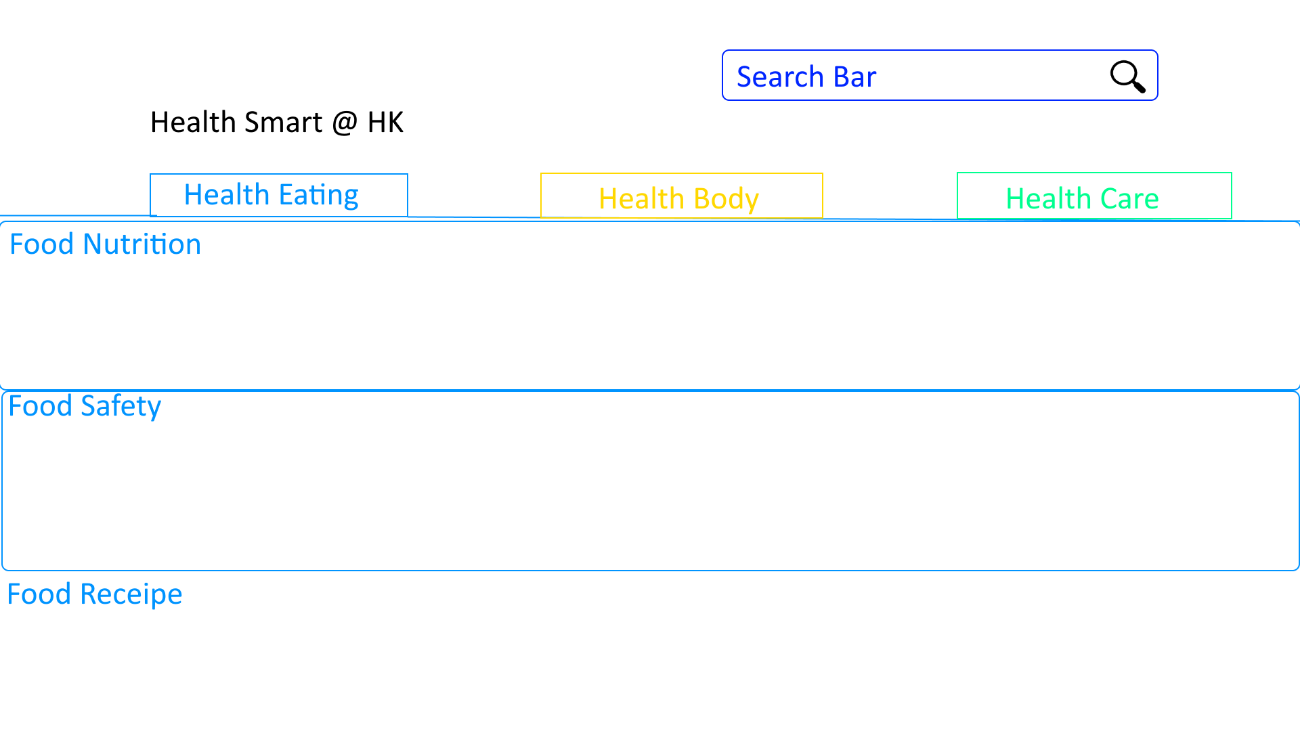 Search Bar
Health Smart @ HK
Health Eating
Health Body
Health Care
Food Nutrition
Food Safety
Food Receipe